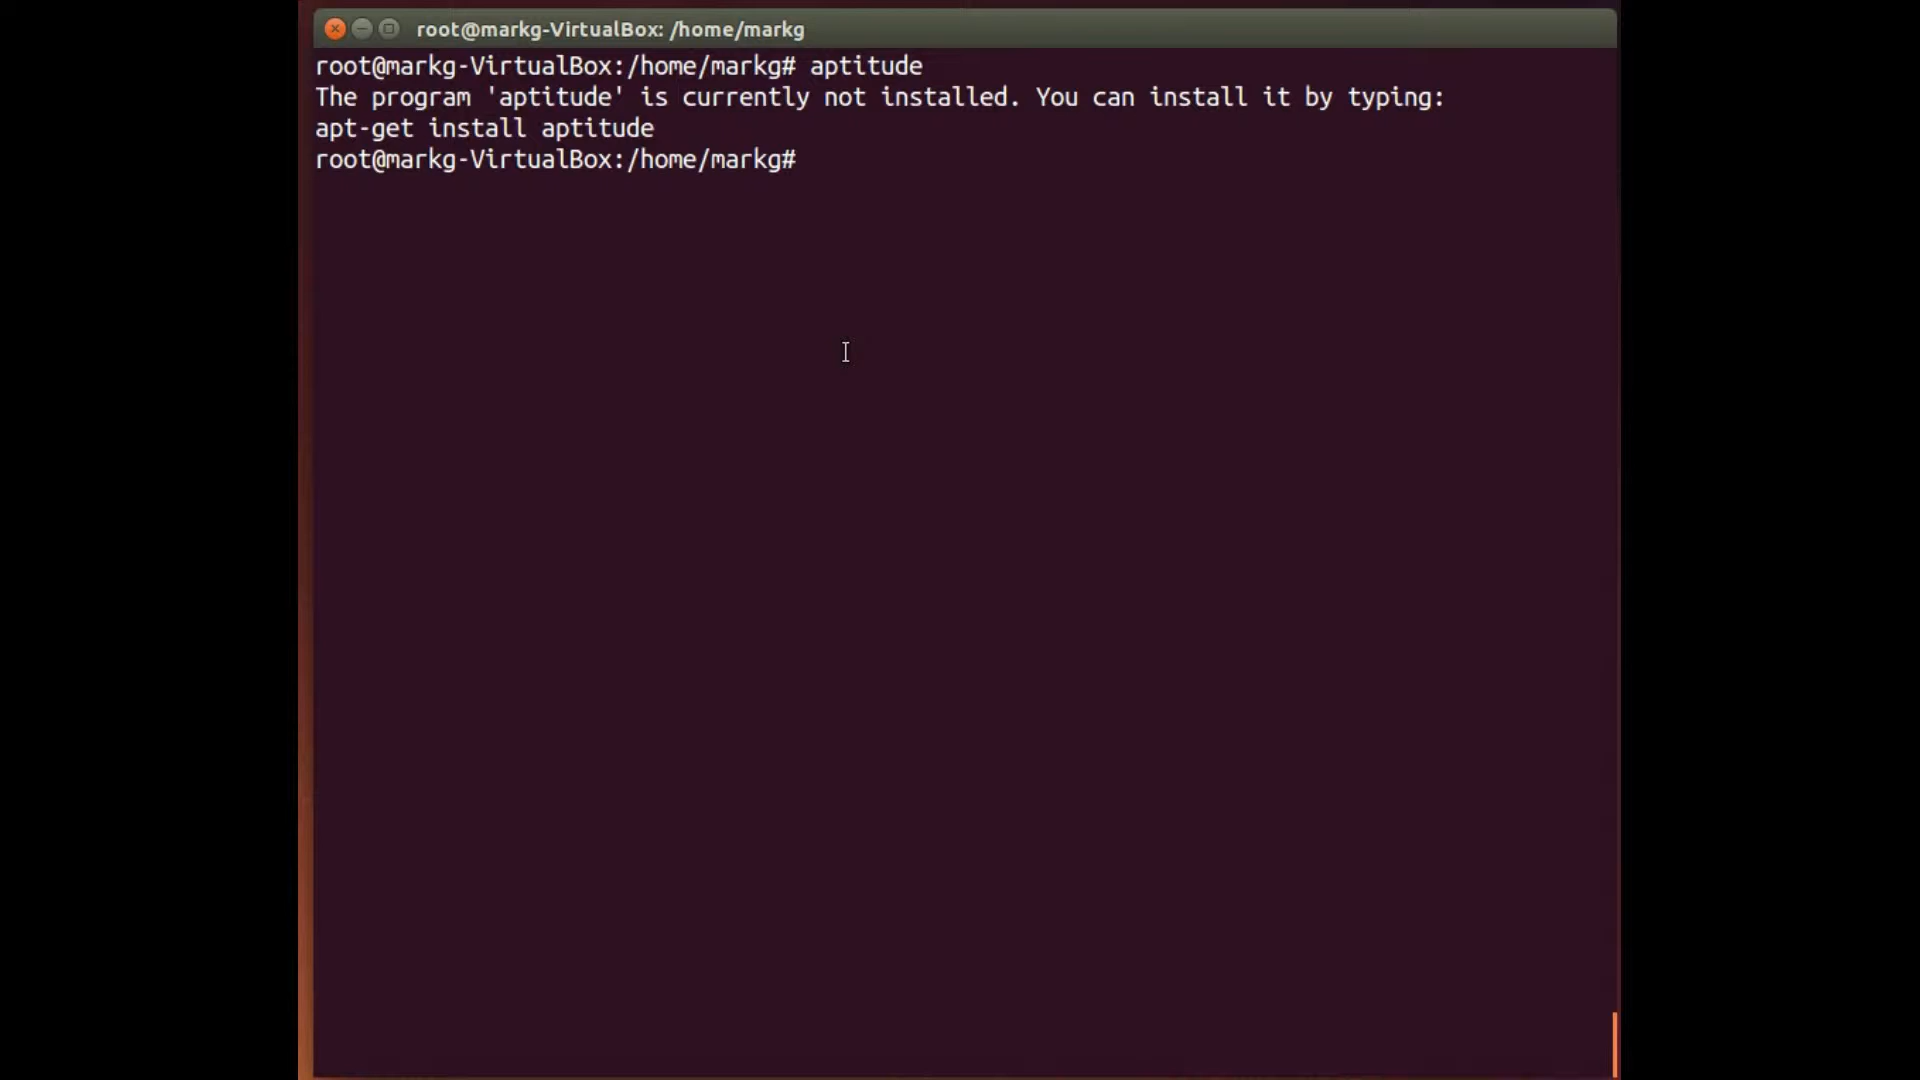 root@markg-VirtualBox: /home/markg
root@markg-VirtualBox:/home/markg# aptitude
The program 'aptitude' is currently not installed. You can install it by typing:
apt-get install aptitude
root@markg-VirtualBox:/home/markg#